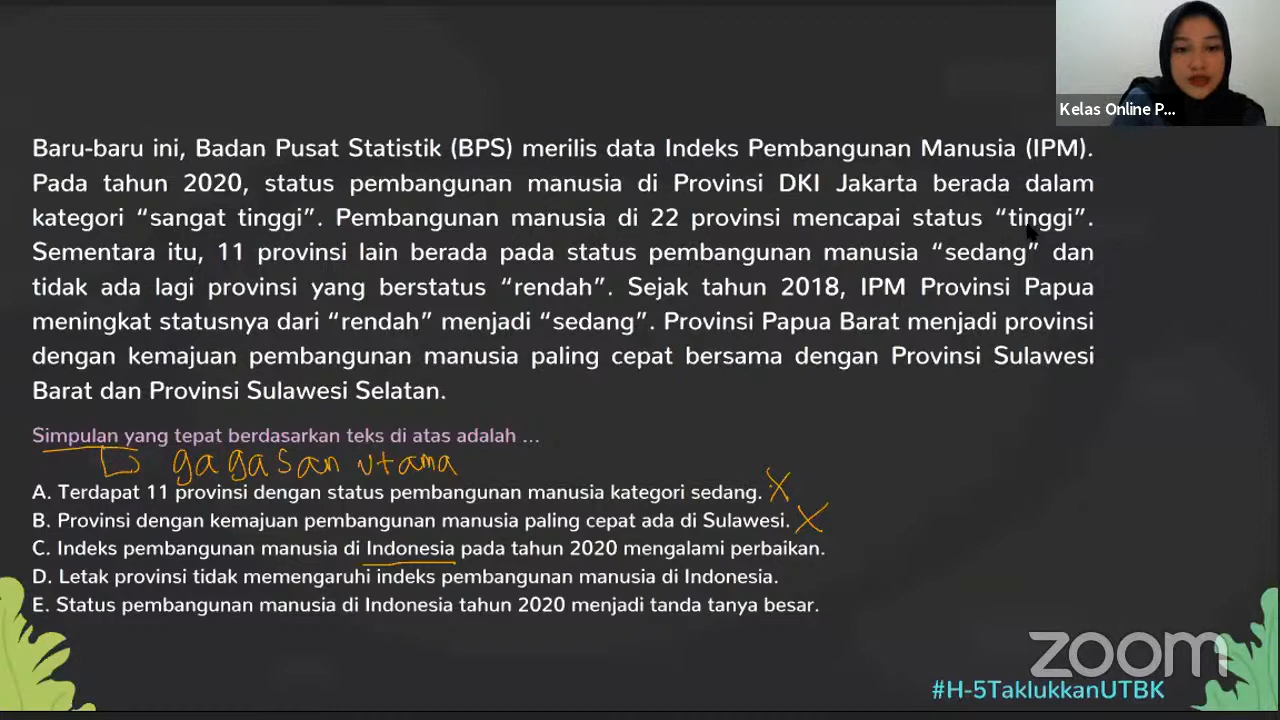 Kelas Online P...
Baru-baru ini, Badan Pusat Statistik (BPS) merilis data Indeks Pembangunan Manusia (IPM).
Pada tahun 2020, status pembangunan manusia di Provinsi DKI Jakarta berada dalam
kategori “sangat tinggi”. Pembangunan manusia di 22 provinsi mencapai status “tinggi”.
Sementara itu, 11 provinsi lain berada pada status pembangunan manusia “sedang” dan
tidak ada lagi provinsi yang berstatus “rendah”. Sejak tahun 2018, IPM Provinsi Papua
meningkat statusnya dari “rendah” menjadi “sedang”. Provinsi Papua Barat menjadi provinsi
dengan kemajuan pembangunan manusia paling cepat bersama dengan Provinsi Sulawesi
Barat dan Provinsi Sulawesi Selatan.
Simpulan yang tepat berdasarkan teks di atas adalah ...
gagasan utama
A. Terdapat 11 provinsi dengan status pembangunan manusia kategori sedang. X
B. Provinsi dengan kemajuan pembangunan manusia paling cepat ada di Sulawesi. X
C. Indeks pembangunan manusia di Indonesia pada tahun 2020 mengalami perbaikan.
D. Letak provinsi tidak memengaruhi indeks pembangunan manusia di Indonesia.
E. Status pembangunan manusia di Indonesia tahun 2020 menjadi tanda tanya besar.
zoom
#H-5TaklukkanUTBK